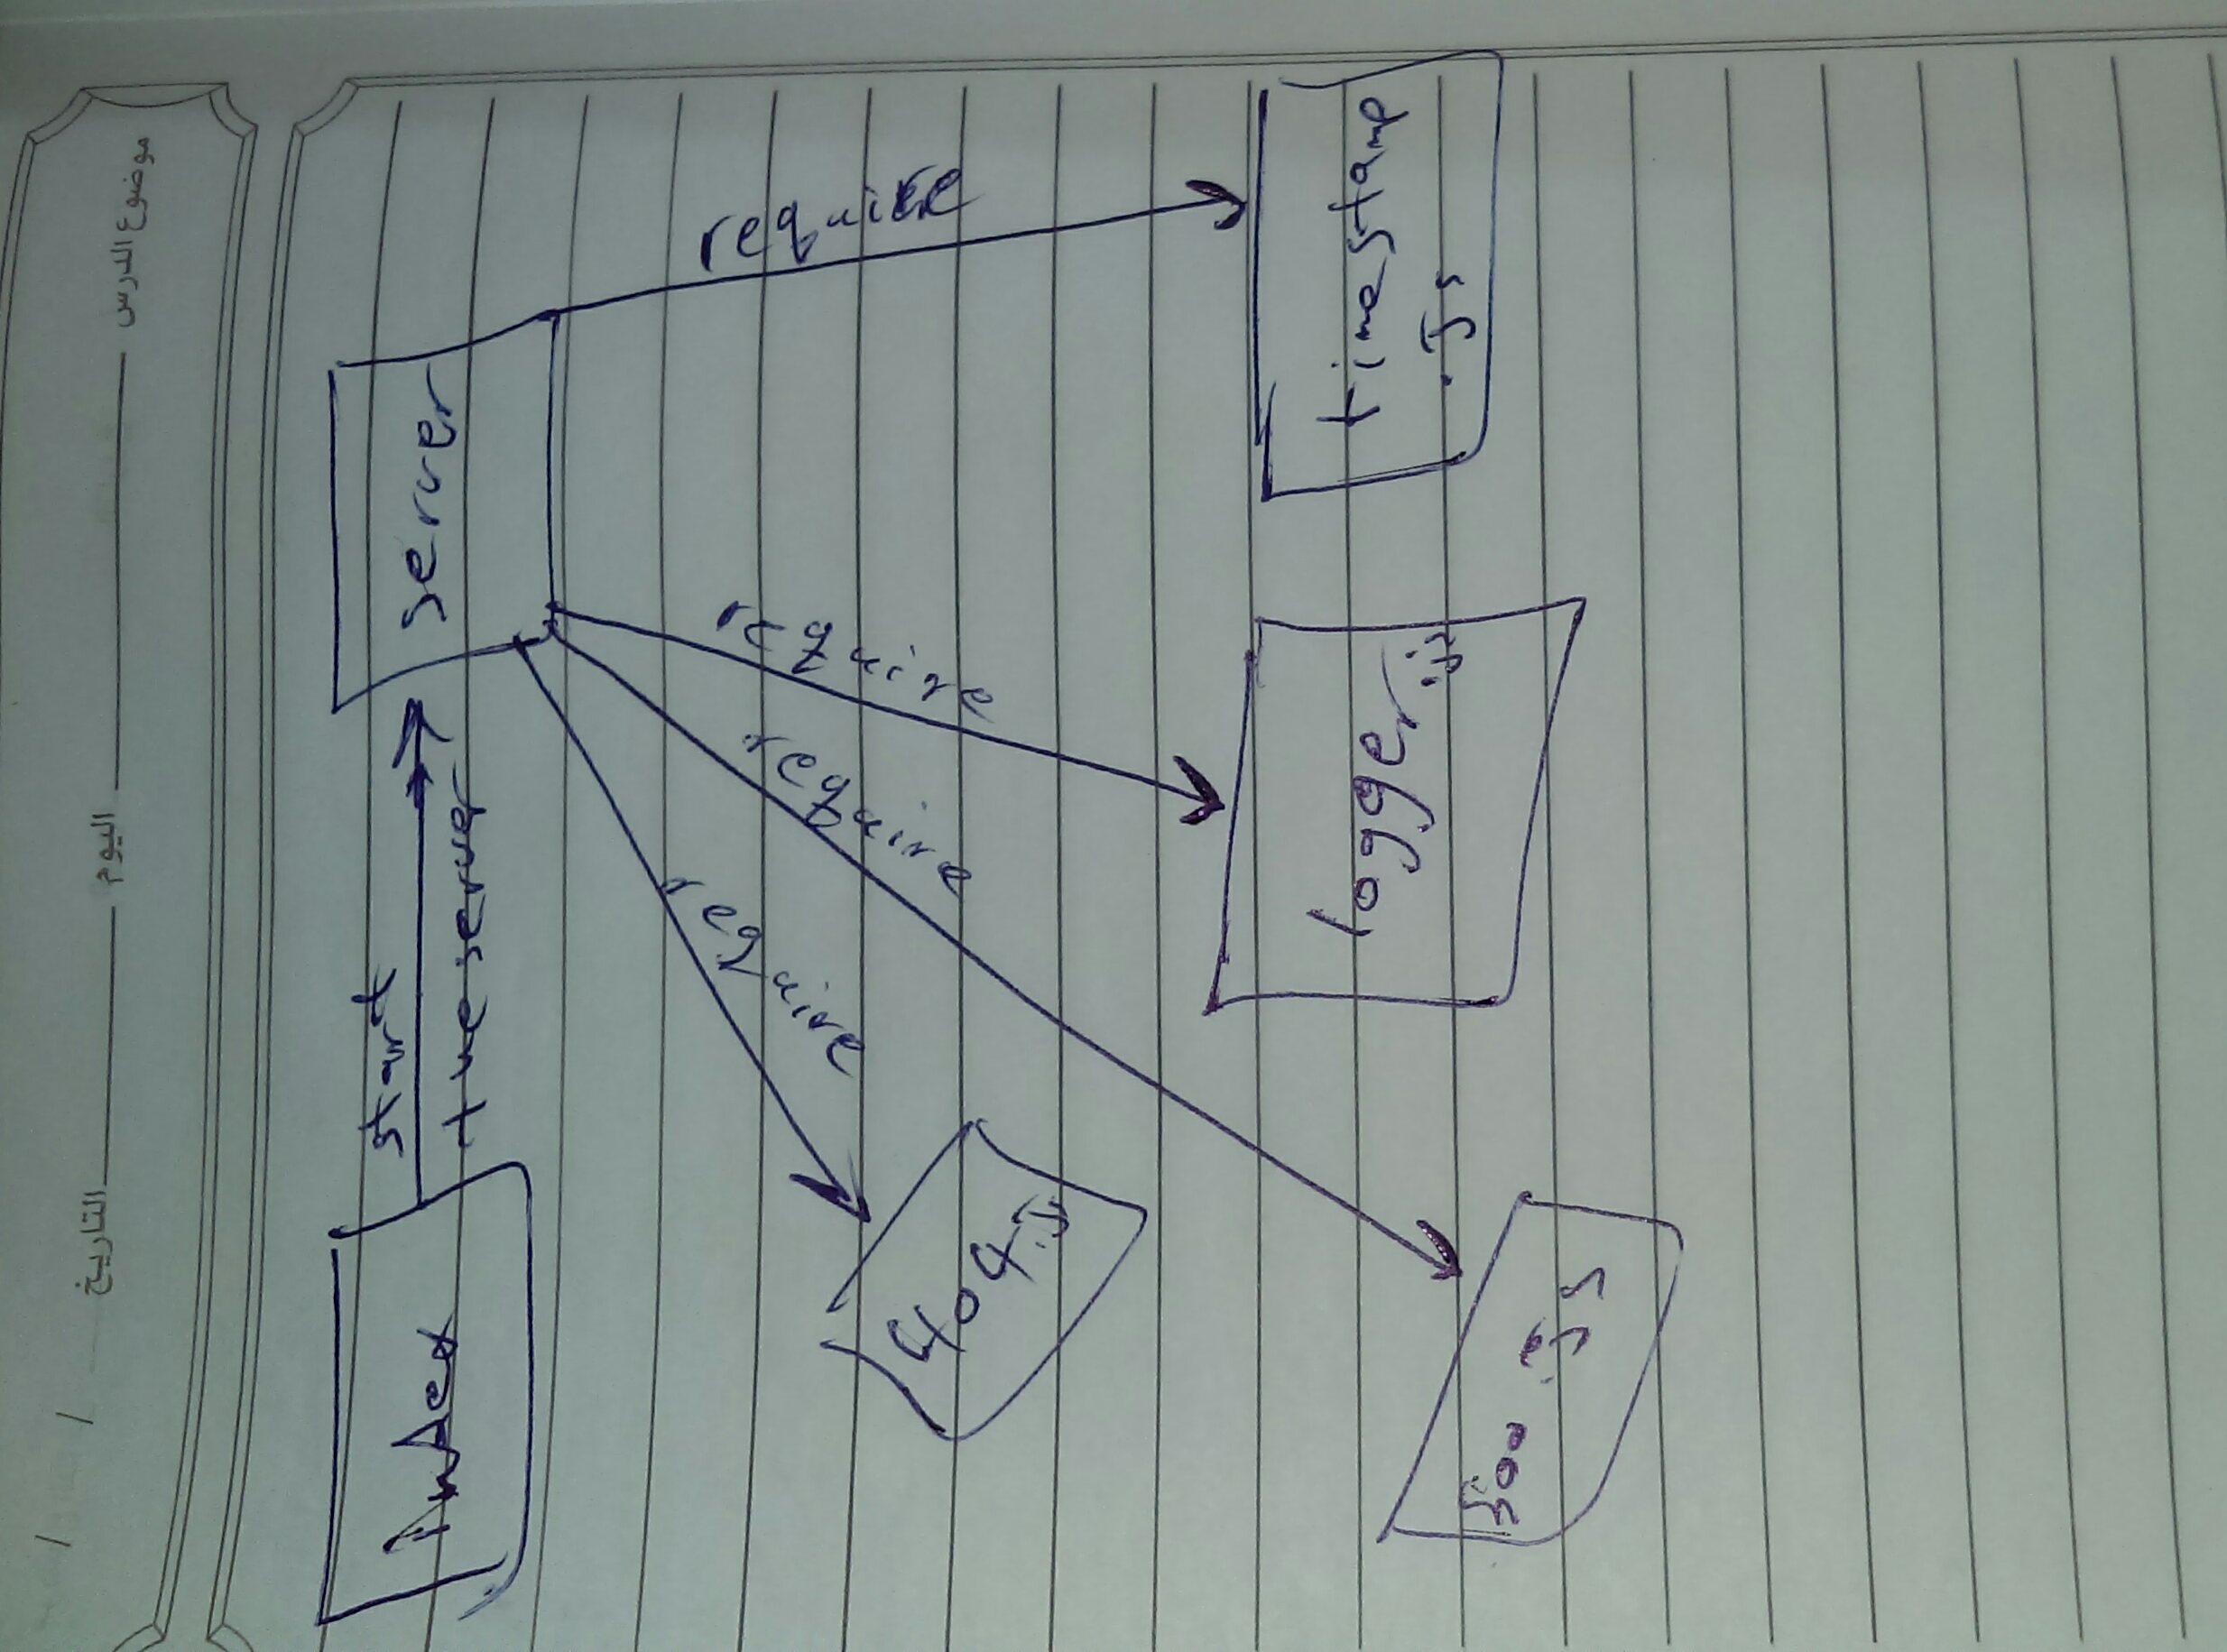 التاريخ
اليوم
موضوع الدرس
/ /
Index
start
the server
server
require
require
require
require
404.js
500.js
logger.js
timeStamp
.js